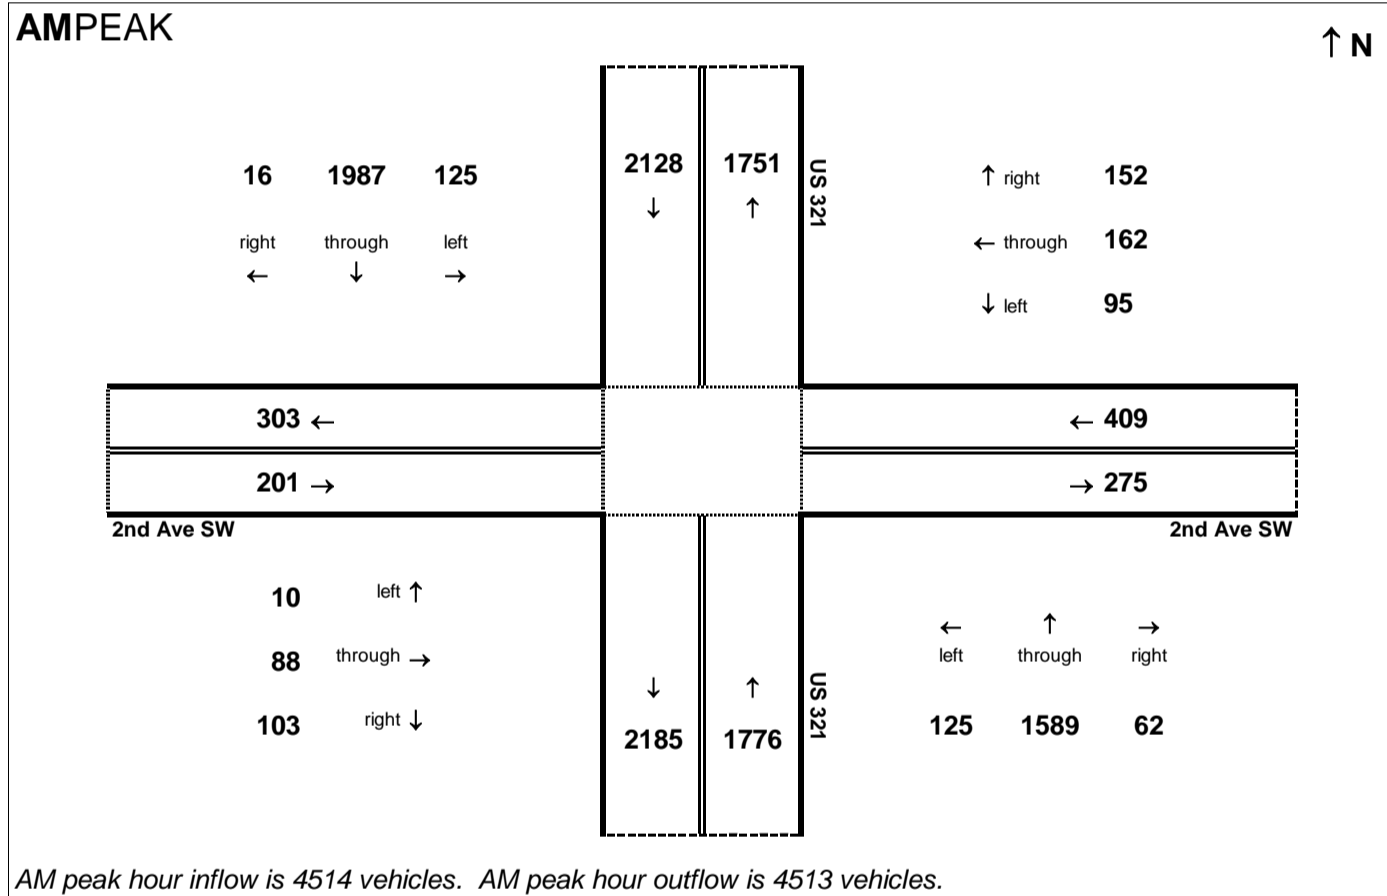 AMPEAK
↑ N
16 1987 125
right through left
← ↓ →
2128 1751
↓ ↑
US 321
↑ right 152
← through 162
↓ left 95
303 ←
← 409
201 →
→ 275
2nd Ave SW
2nd Ave SW
10 left ↑
88 through →
103 right ↓
↓ ↑
2185 1776
US 321
← ↑ →
left through right
125 1589 62
AM peak hour inflow is 4514 vehicles. AM peak hour outflow is 4513 vehicles.